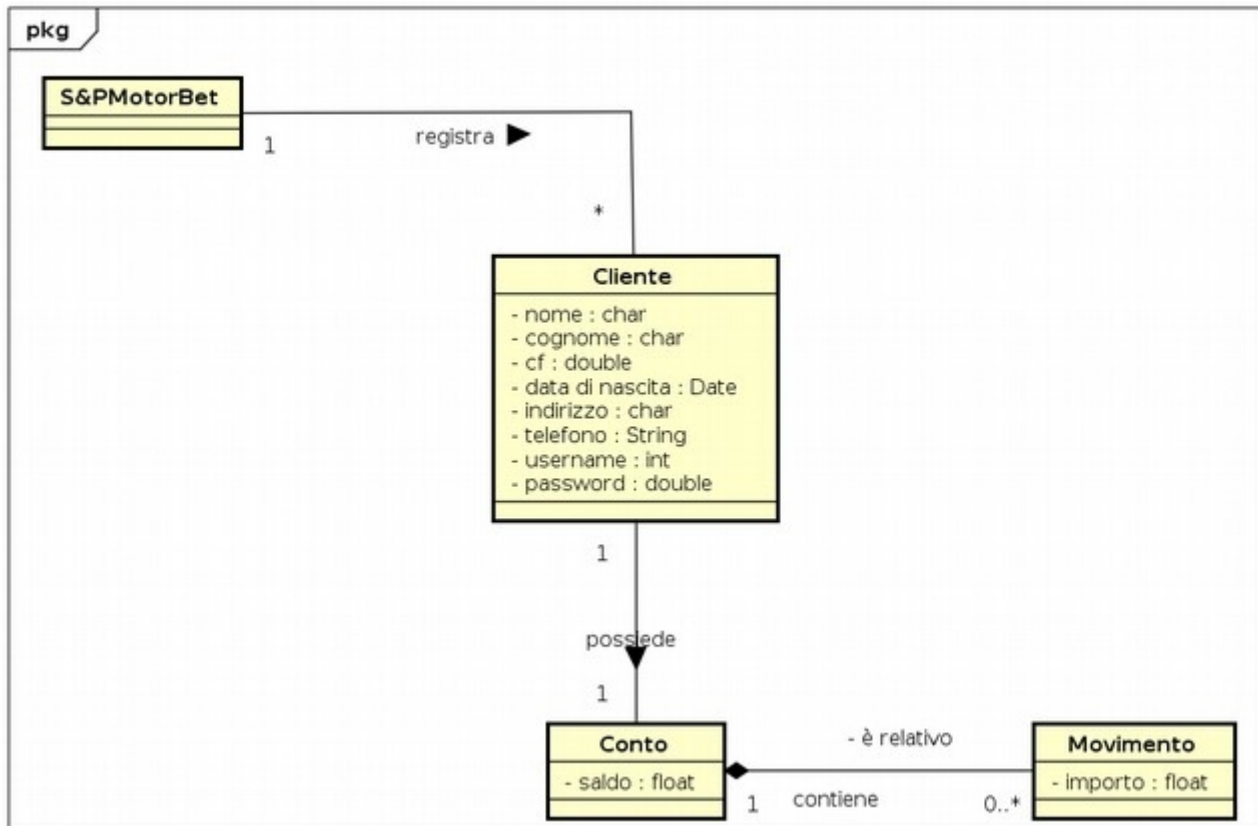 pkg
S&PMotorBet
1
registra
*
Cliente
- nome : char
- cognome : char
- cf : double
- data di nascita : Date
- indirizzo : char
- telefono : String
- username : int
- password : double
1
possiede
1
Conto
- saldo : float
- è relativo
1
contiene
0..*
Movimento
- importo : float